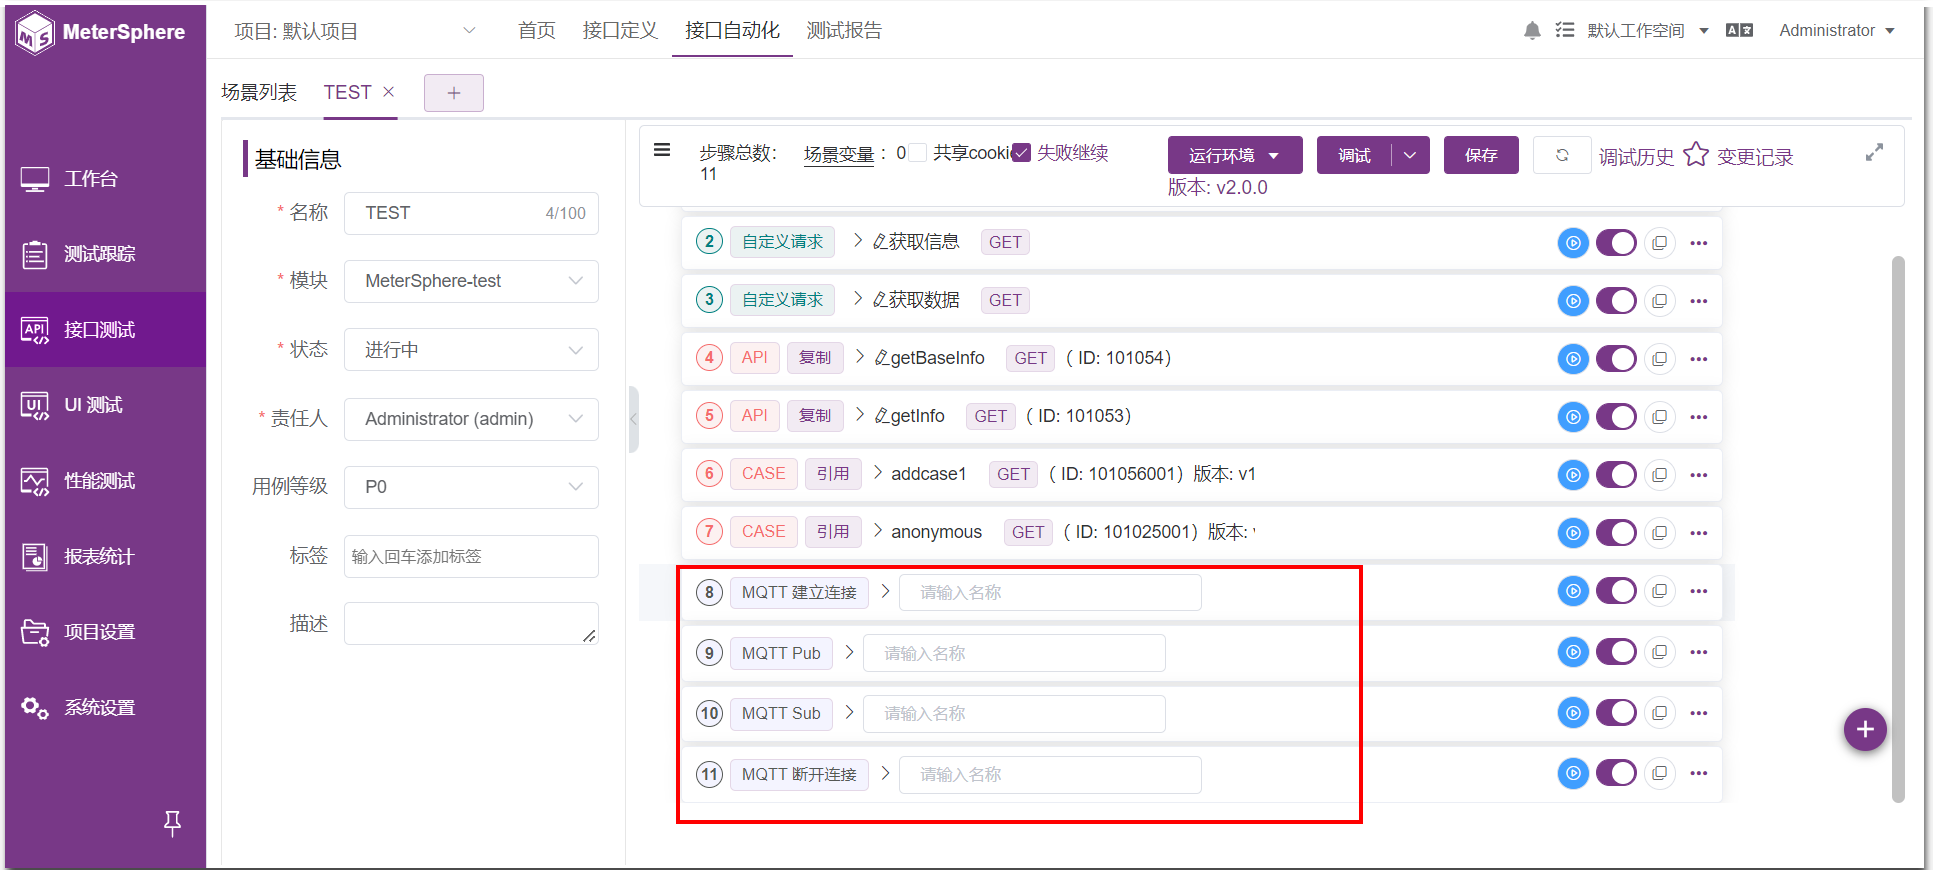 MeterSphere
项目: 默认项目
首页
接口定义
接口自动化
测试报告
默认工作空间
Administrator
场景列表
TEST
工作台
测试跟踪
API 接口测试
UI UI 测试
性能测试
报表统计
项目设置
系统设置
基础信息
* 名称 TEST 4/100
* 模块 MeterSphere-test
* 状态 进行中
* 责任人 Administrator (admin)
用例等级 P0
标签 输入回车添加标签
描述
步骤总数: 11
场景变量 : 0
共享cooki
失败继续
运行环境
调试
保存
调试历史
变更记录
版本: v2.0.0
2 自定义请求 获取信息 GET
3 自定义请求 获取数据 GET
4 API 复制 getBaseInfo GET ( ID: 101054)
5 API 复制 getInfo GET ( ID: 101053)
6 CASE 引用 addcase1 GET ( ID: 101056001) 版本: v1
7 CASE 引用 anonymous GET ( ID: 101025001) 版本:
8 MQTT 建立连接 请输入名称
9 MQTT Pub 请输入名称
10 MQTT Sub 请输入名称
11 MQTT 断开连接 请输入名称